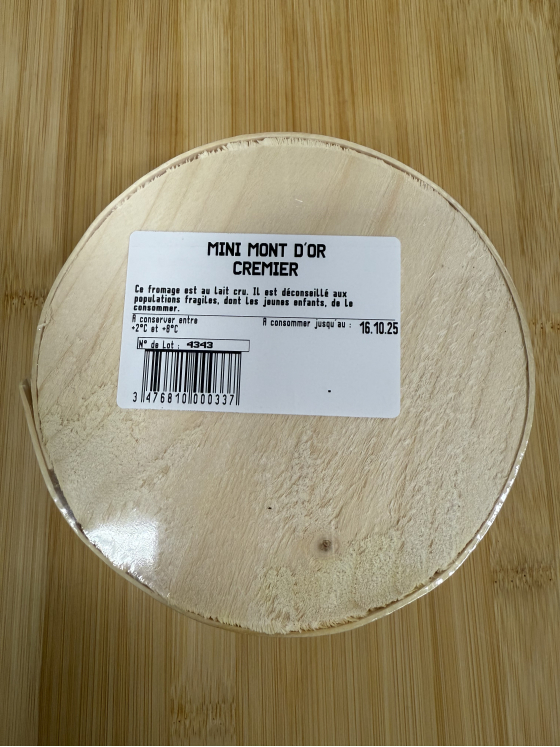 MINI MONT D'OR
CREMIER
Ce fromage est au lait cru. Il est déconseillé aux
populations fragiles, dont les jeunes enfants, de le
consommer.
A conserver entre
+2°C et +8°C
A consommer jusqu'au : 16.10.25
N° de Lot : 4343
3 476810 000337